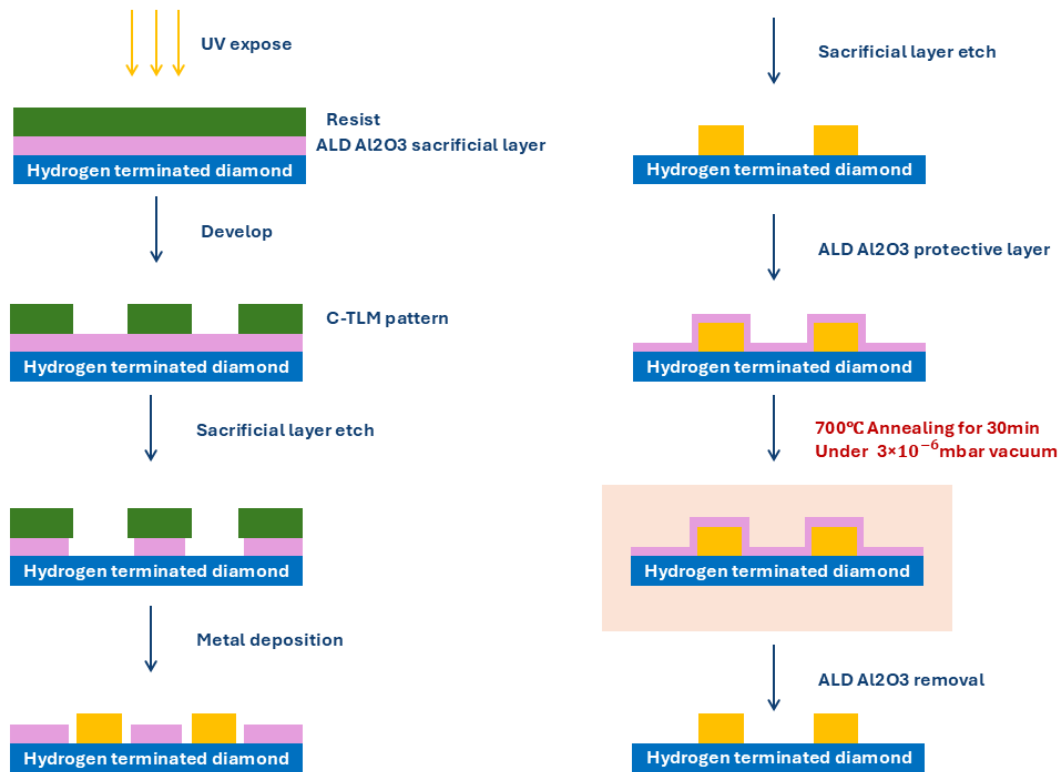 UV expose
Resist
ALD Al2O3 sacrificial layer
Hydrogen terminated diamond
Develop
C-TLM pattern
Hydrogen terminated diamond
Sacrificial layer etch
Hydrogen terminated diamond
Metal deposition
Hydrogen terminated diamond
Sacrificial layer etch
Hydrogen terminated diamond
ALD Al2O3 protective layer
Hydrogen terminated diamond
700℃ Annealing for 30min
Under 3×10⁻⁶mbar vacuum
Hydrogen terminated diamond
ALD Al2O3 removal
Hydrogen terminated diamond